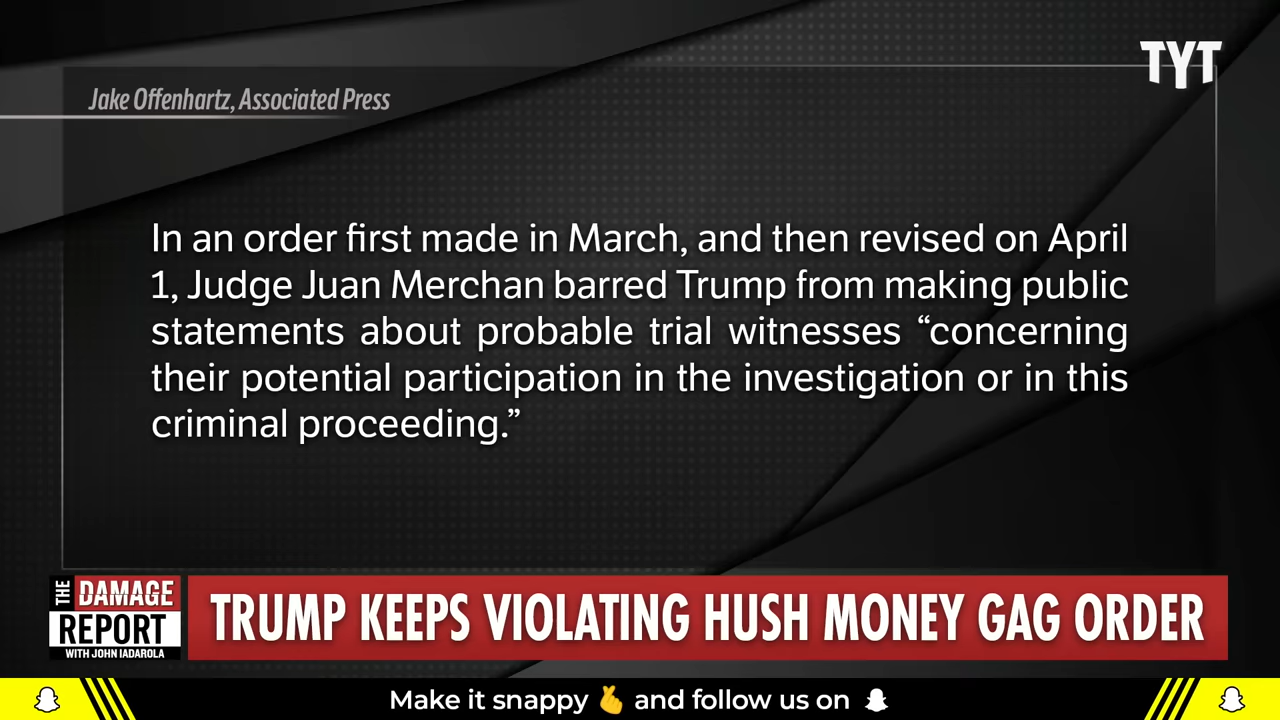 TYT
Jake Offenhartz, Associated Press
In an order first made in March, and then revised on April
1, Judge Juan Merchan barred Trump from making public
statements about probable trial witnesses “concerning
their potential participation in the investigation or in this
criminal proceeding.”
THE DAMAGE
REPORT
WITH JOHN IADAROLA
TRUMP KEEPS VIOLATING HUSH MONEY GAG ORDER
Make it snappy 🫰 and follow us on